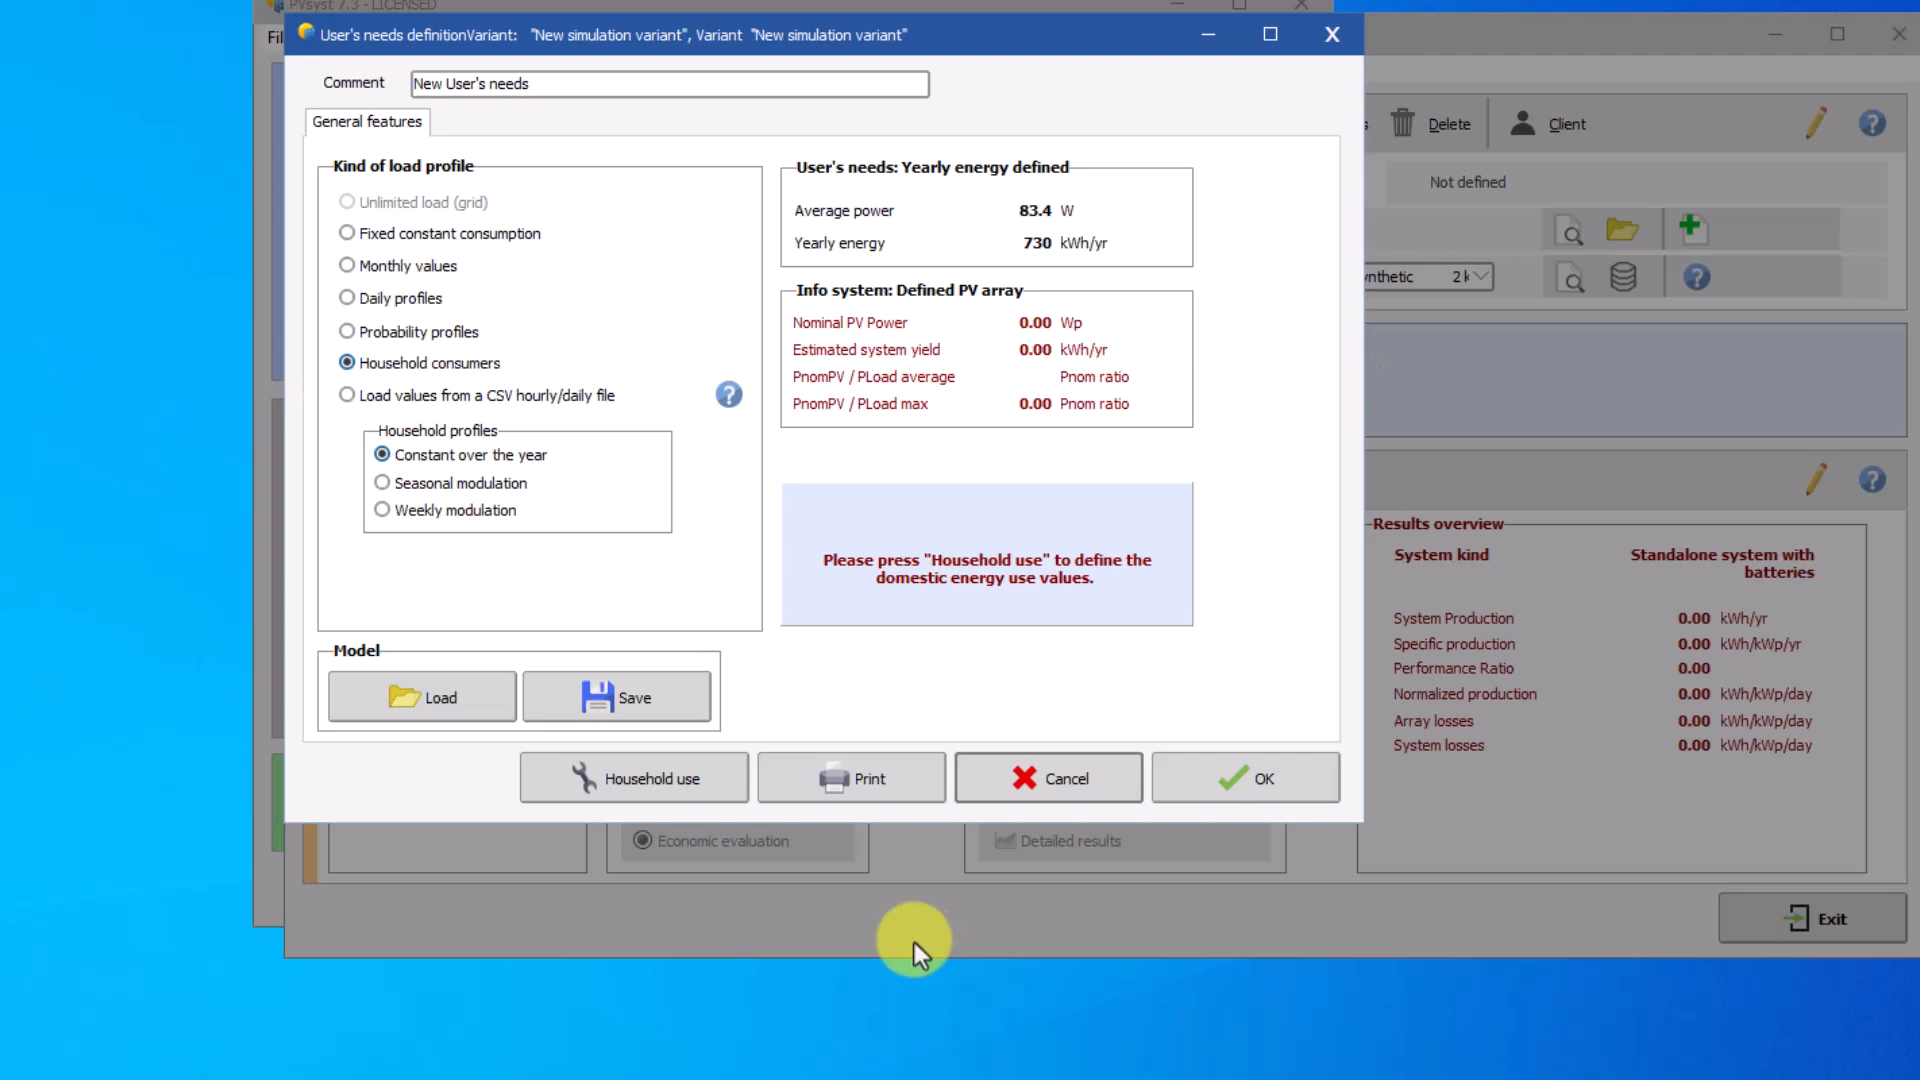 PVsyst 7.3 - LICENSED
Fil
User's needs definitionVariant: "New simulation variant", Variant "New simulation variant"
Comment New User's needs
General features
Kind of load profile
Unlimited load (grid)
Fixed constant consumption
Monthly values
Daily profiles
Probability profiles
Household consumers
Load values from a CSV hourly/daily file
Household profiles
Constant over the year
Seasonal modulation
Weekly modulation
Model
Load Save
User's needs: Yearly energy defined
Average power 83.4 W
Yearly energy 730 kWh/yr
Info system: Defined PV array
Nominal PV Power 0.00 Wp
Estimated system yield 0.00 kWh/yr
PnomPV / PLoad average Pnom ratio
PnomPV / PLoad max 0.00 Pnom ratio
Please press "Household use" to define the
domestic energy use values.
Household use Print Cancel OK
s Delete Client
Not defined
nthetic 2 k
Results overview
System kind Standalone system with
batteries
System Production 0.00 kWh/yr
Specific production 0.00 kWh/kWp/yr
Performance Ratio 0.00
Normalized production 0.00 kWh/kWp/day
Array losses 0.00 kWh/kWp/day
System losses 0.00 kWh/kWp/day
Economic evaluation Detailed results
Exit